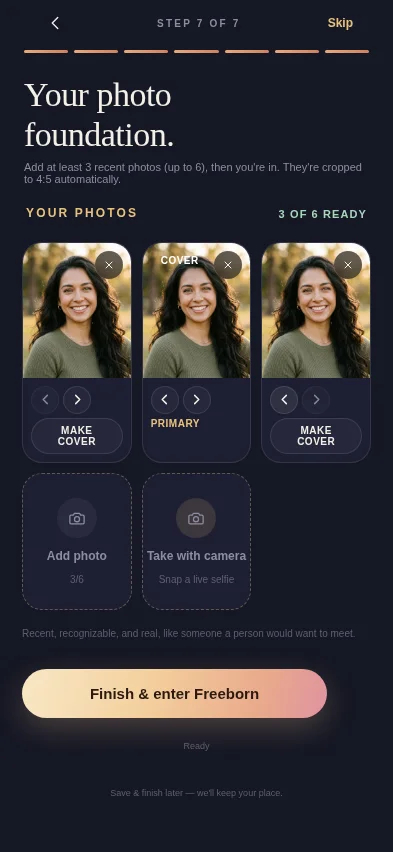 STEP 7 OF 7
Skip
Your photo
foundation.
Add at least 3 recent photos (up to 6), then you're in. They're cropped
to 4:5 automatically.
YOUR PHOTOS
3 OF 6 READY
COVER
MAKE
COVER
PRIMARY
MAKE
COVER
Add photo
3/6
Take with camera
Snap a live selfie
Recent, recognizable, and real, like someone a person would want to meet.
Finish & enter Freeborn
Ready
Save & finish later — we'll keep your place.